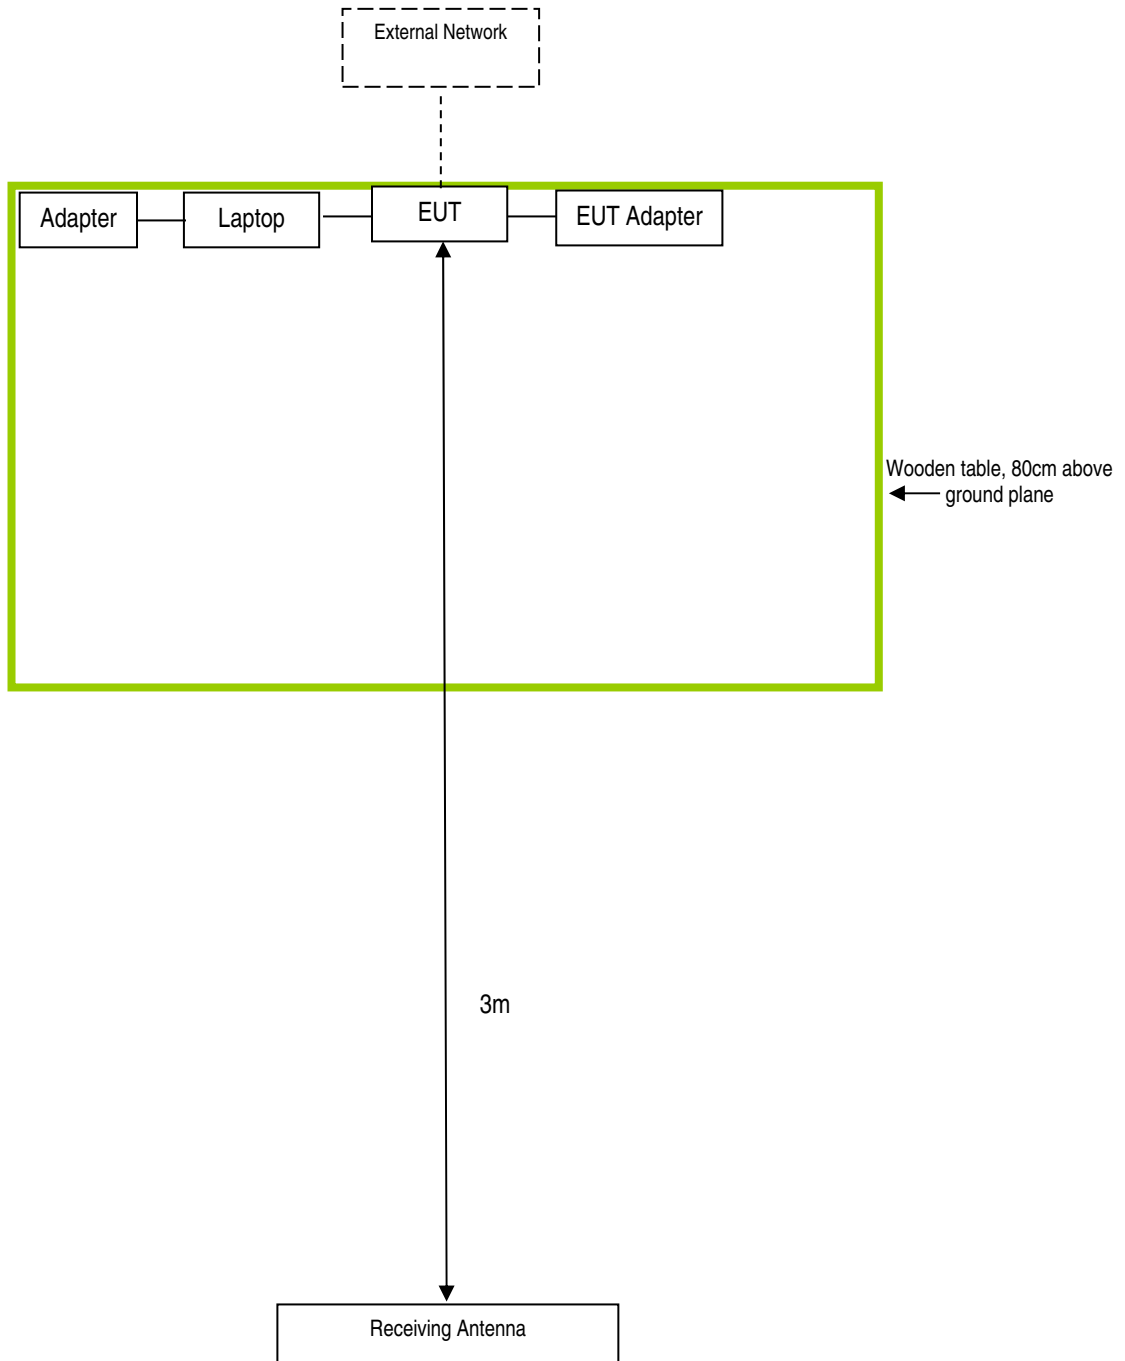 External Network
Adapter
Laptop
EUT
EUT Adapter
Wooden table, 80cm above
ground plane
3m
Receiving Antenna